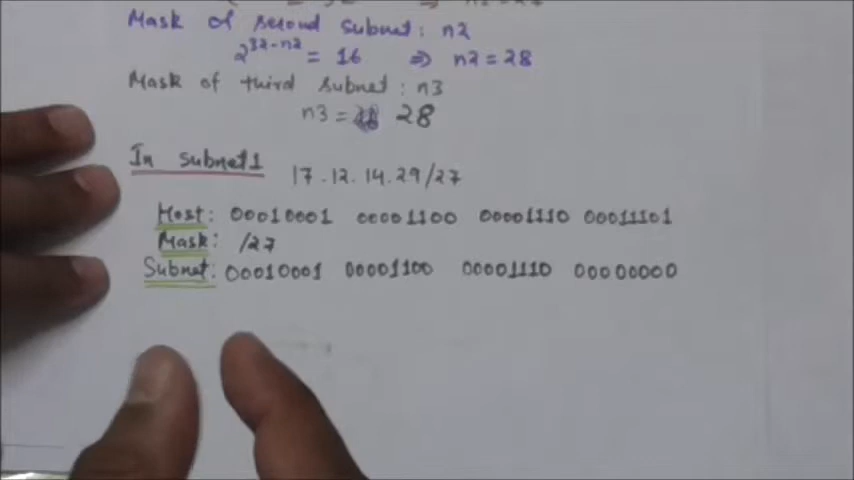 Mask of second subnet: n2
2^32-n2 = 16 ⇒ n2 = 28
Mask of third subnet: n3
n3 = 28
In subnet1 17.12.14.29/27
Host: 00010001 00001100 00001110 00011101
Mask: /27
Subnet: 00010001 00001100 00001110 00000000